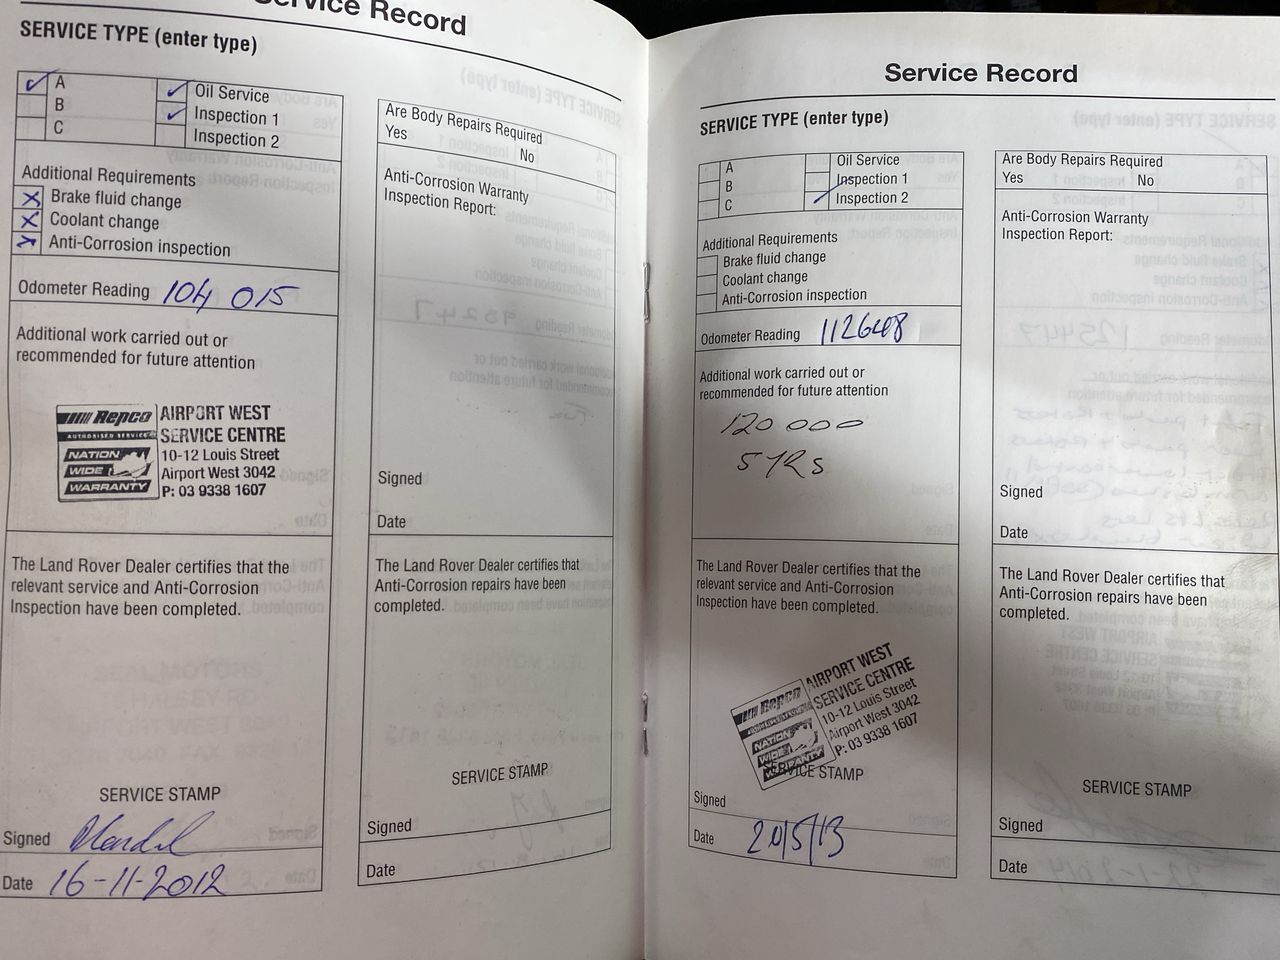 Service Record
SERVICE TYPE (enter type)
✓ A
B
C
✓ Oil Service
✓ Inspection 1
Inspection 2
Additional Requirements
X Brake fluid change
X Coolant change
X Anti-Corrosion inspection
Odometer Reading 104 015
Additional work carried out or
recommended for future attention
Repco
AUTHORISED SERVICE
NATION
WIDE
WARRANTY
AIRPORT WEST
SERVICE CENTRE
10-12 Louis Street
Airport West 3042
P: 03 9338 1607
The Land Rover Dealer certifies that the
relevant service and Anti-Corrosion
Inspection have been completed.
SERVICE STAMP
Signed
Date 16-11-2012
Are Body Repairs Required
Yes No
Anti-Corrosion Warranty
Inspection Report:
Signed
Date
The Land Rover Dealer certifies that
Anti-Corrosion repairs have been
completed.
SERVICE STAMP
Signed
Date
Service Record
SERVICE TYPE (enter type)
A
B
C
Oil Service
Inspection 1
✓ Inspection 2
Additional Requirements
Brake fluid change
Coolant change
Anti-Corrosion inspection
Odometer Reading 112648
Additional work carried out or
recommended for future attention
120 000
5 YRS
The Land Rover Dealer certifies that the
relevant service and Anti-Corrosion
Inspection have been completed.
Repco
NATION
WIDE
WARRANTY
AIRPORT WEST
SERVICE CENTRE
10-12 Louis Street
Airport West 3042
P: 03 9338 1607
SERVICE STAMP
Signed
Date 20/5/13
Are Body Repairs Required
Yes No
Anti-Corrosion Warranty
Inspection Report:
Signed
Date
The Land Rover Dealer certifies that
Anti-Corrosion repairs have been
completed.
SERVICE STAMP
Signed
Date